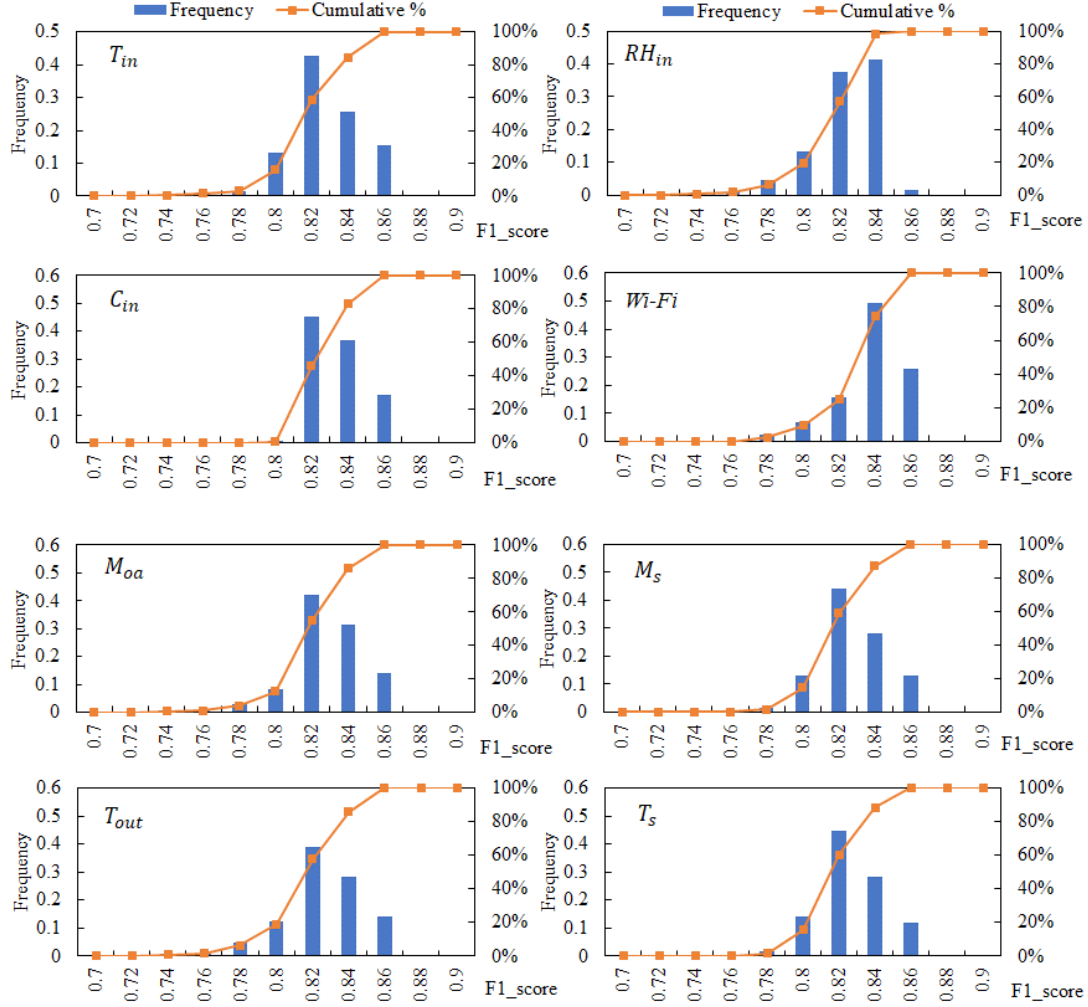 Frequency Cumulative % Frequency Cumulative %
0.5 100% 0.5 100%
T_in RH_in
0.4 80% 0.4 80%
0.3 60% 0.3 60%
Frequency Frequency
0.2 40% 0.2 40%
0.1 20% 0.1 20%
0 0% 0 0%
0.7 0.72 0.74 0.76 0.78 0.8 0.82 0.84 0.86 0.88 0.9 F1_score 0.7 0.72 0.74 0.76 0.78 0.8 0.82 0.84 0.86 0.88 0.9 F1_score
0.6 100% 0.6 100%
C_in Wi-Fi
0.5 80% 0.5 80%
0.4 60% 0.4 60%
0.3 0.3
Frequency Frequency
0.2 40% 0.2 40%
0.1 20% 0.1 20%
0 0% 0 0%
0.7 0.72 0.74 0.76 0.78 0.8 0.82 0.84 0.86 0.88 0.9 F1_score 0.7 0.72 0.74 0.76 0.78 0.8 0.82 0.84 0.86 0.88 0.9 F1_score
0.6 100% 0.6 100%
M_oa M_s
0.5 80% 0.5 80%
0.4 60% 0.4 60%
0.3 0.3
Frequency Frequency
0.2 40% 0.2 40%
0.1 20% 0.1 20%
0 0% 0 0%
0.7 0.72 0.74 0.76 0.78 0.8 0.82 0.84 0.86 0.88 0.9 F1_score 0.7 0.72 0.74 0.76 0.78 0.8 0.82 0.84 0.86 0.88 0.9 F1_score
0.6 100% 0.6 100%
T_out T_s
0.5 80% 0.5 80%
0.4 60% 0.4 60%
0.3 0.3
Frequency Frequency
0.2 40% 0.2 40%
0.1 20% 0.1 20%
0 0% 0 0%
0.7 0.72 0.74 0.76 0.78 0.8 0.82 0.84 0.86 0.88 0.9 F1_score 0.7 0.72 0.74 0.76 0.78 0.8 0.82 0.84 0.86 0.88 0.9 F1_score